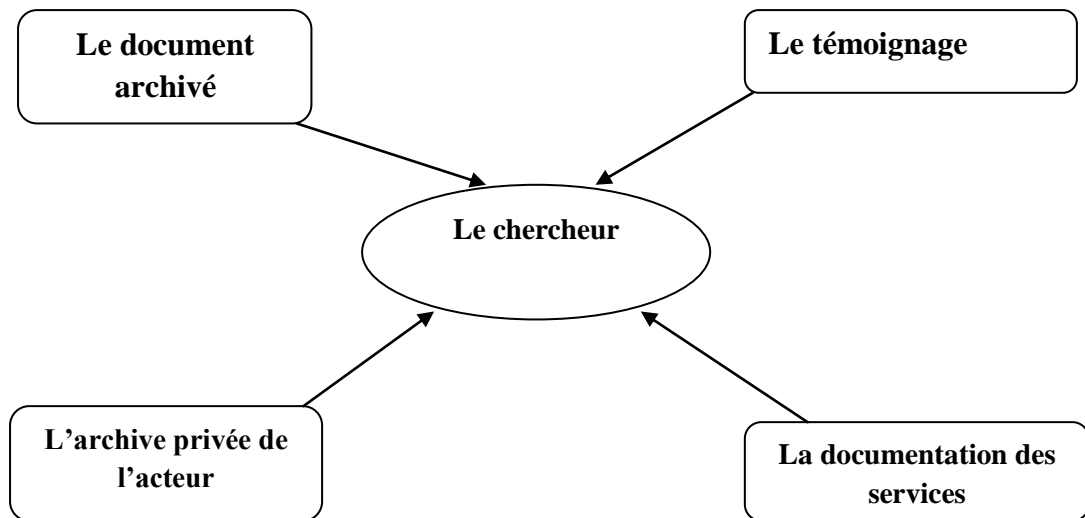 Le document
archivé
Le témoignage
Le chercheur
L’archive privée de
l’acteur
La documentation des
services